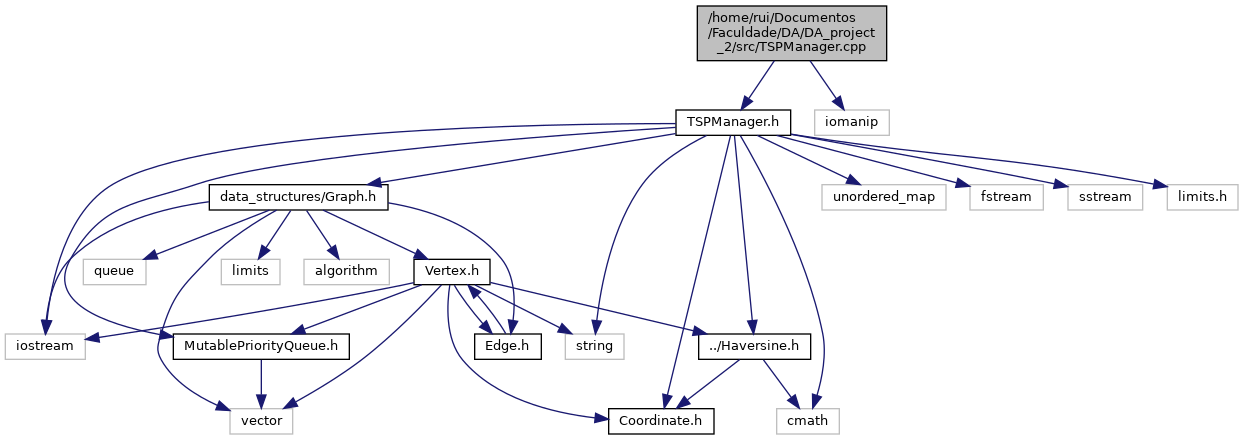 /home/rui/Documentos
/Faculdade/DA/DA_project
_2/src/TSPManager.cpp
TSPManager.h
iomanip
data_structures/Graph.h
unordered_map
fstream
sstream
limits.h
queue
limits
algorithm
Vertex.h
iostream
MutablePriorityQueue.h
Edge.h
string
../Haversine.h
vector
Coordinate.h
cmath